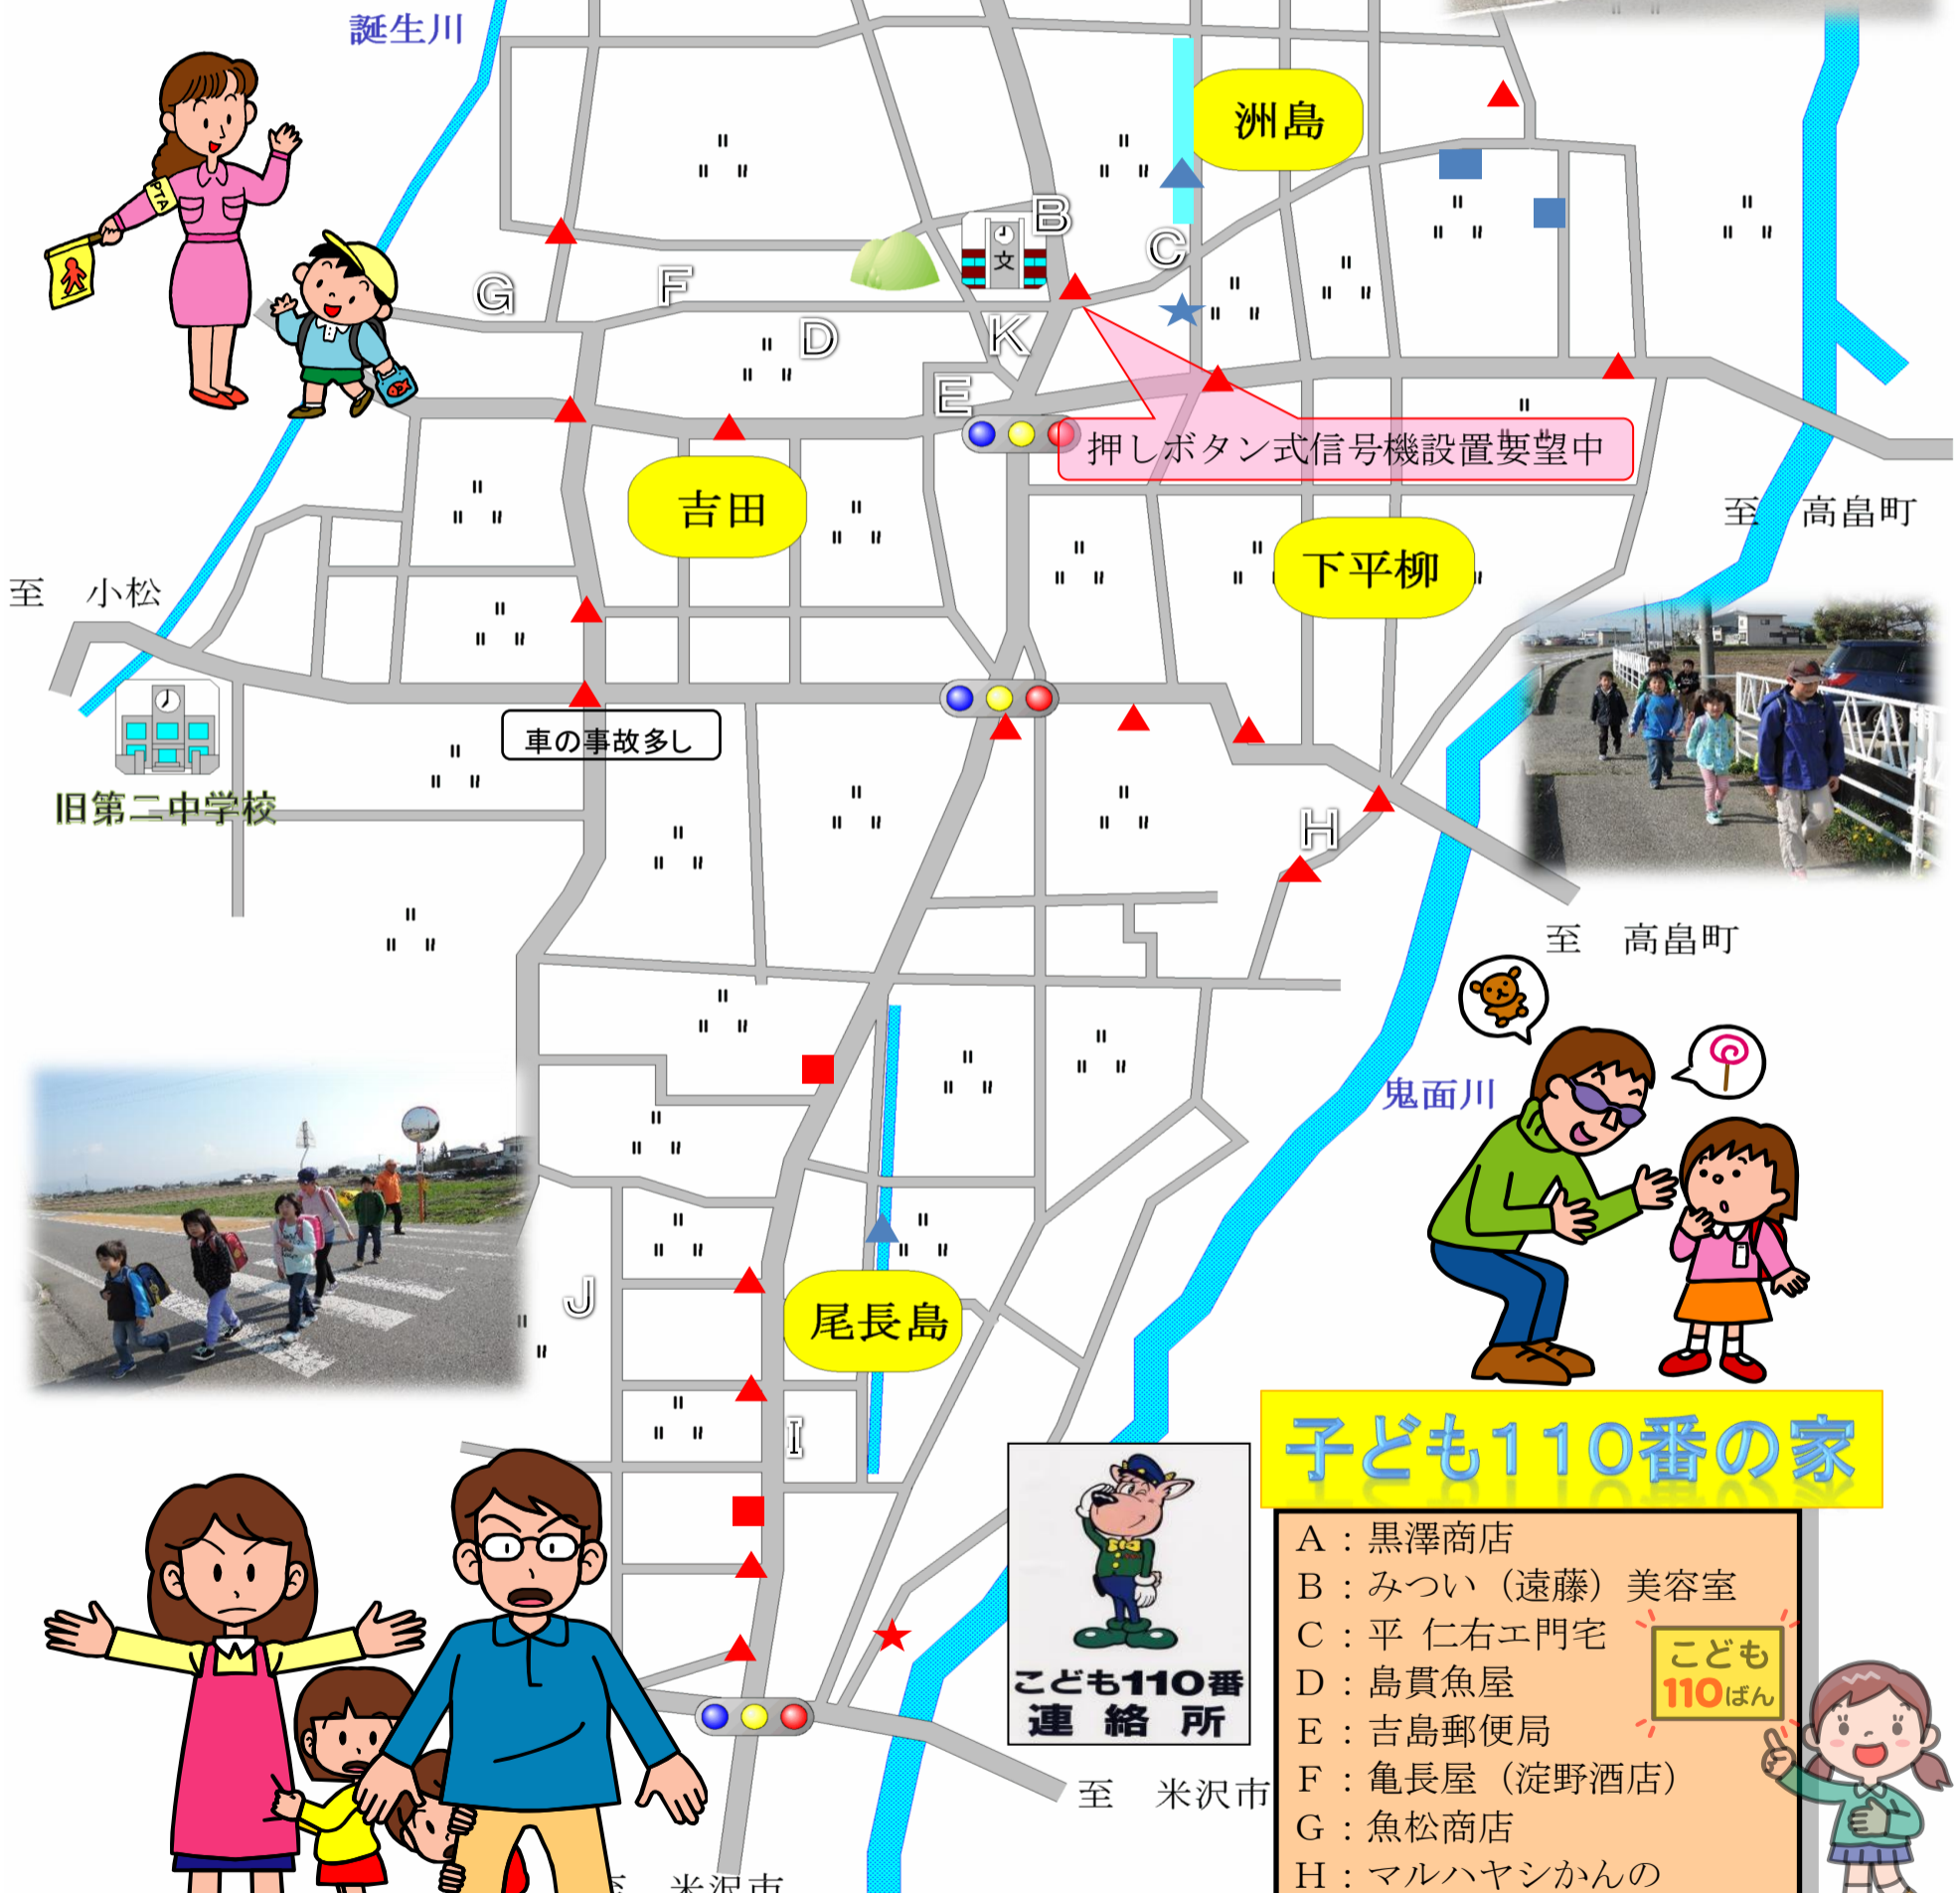 誕生川
洲島
PTA
B
C
文
G
F
D
K
E
押しボタン式信号機設置要望中
吉田
至 高畠町
下平柳
至 小松
車の事故多し
旧第二中学校
H
至 高畠町
鬼面川
J
尾長島
I
子ども110番の家
A：黒澤商店
B：みつい（遠藤）美容室
C：平 仁右エ門宅
D：島貫魚屋
E：吉島郵便局
F：亀長屋（淀野酒店）
G：魚松商店
H：マルハヤシかんの
こども
110ばん
こども110番
連絡所
至 米沢市
至 米沢市